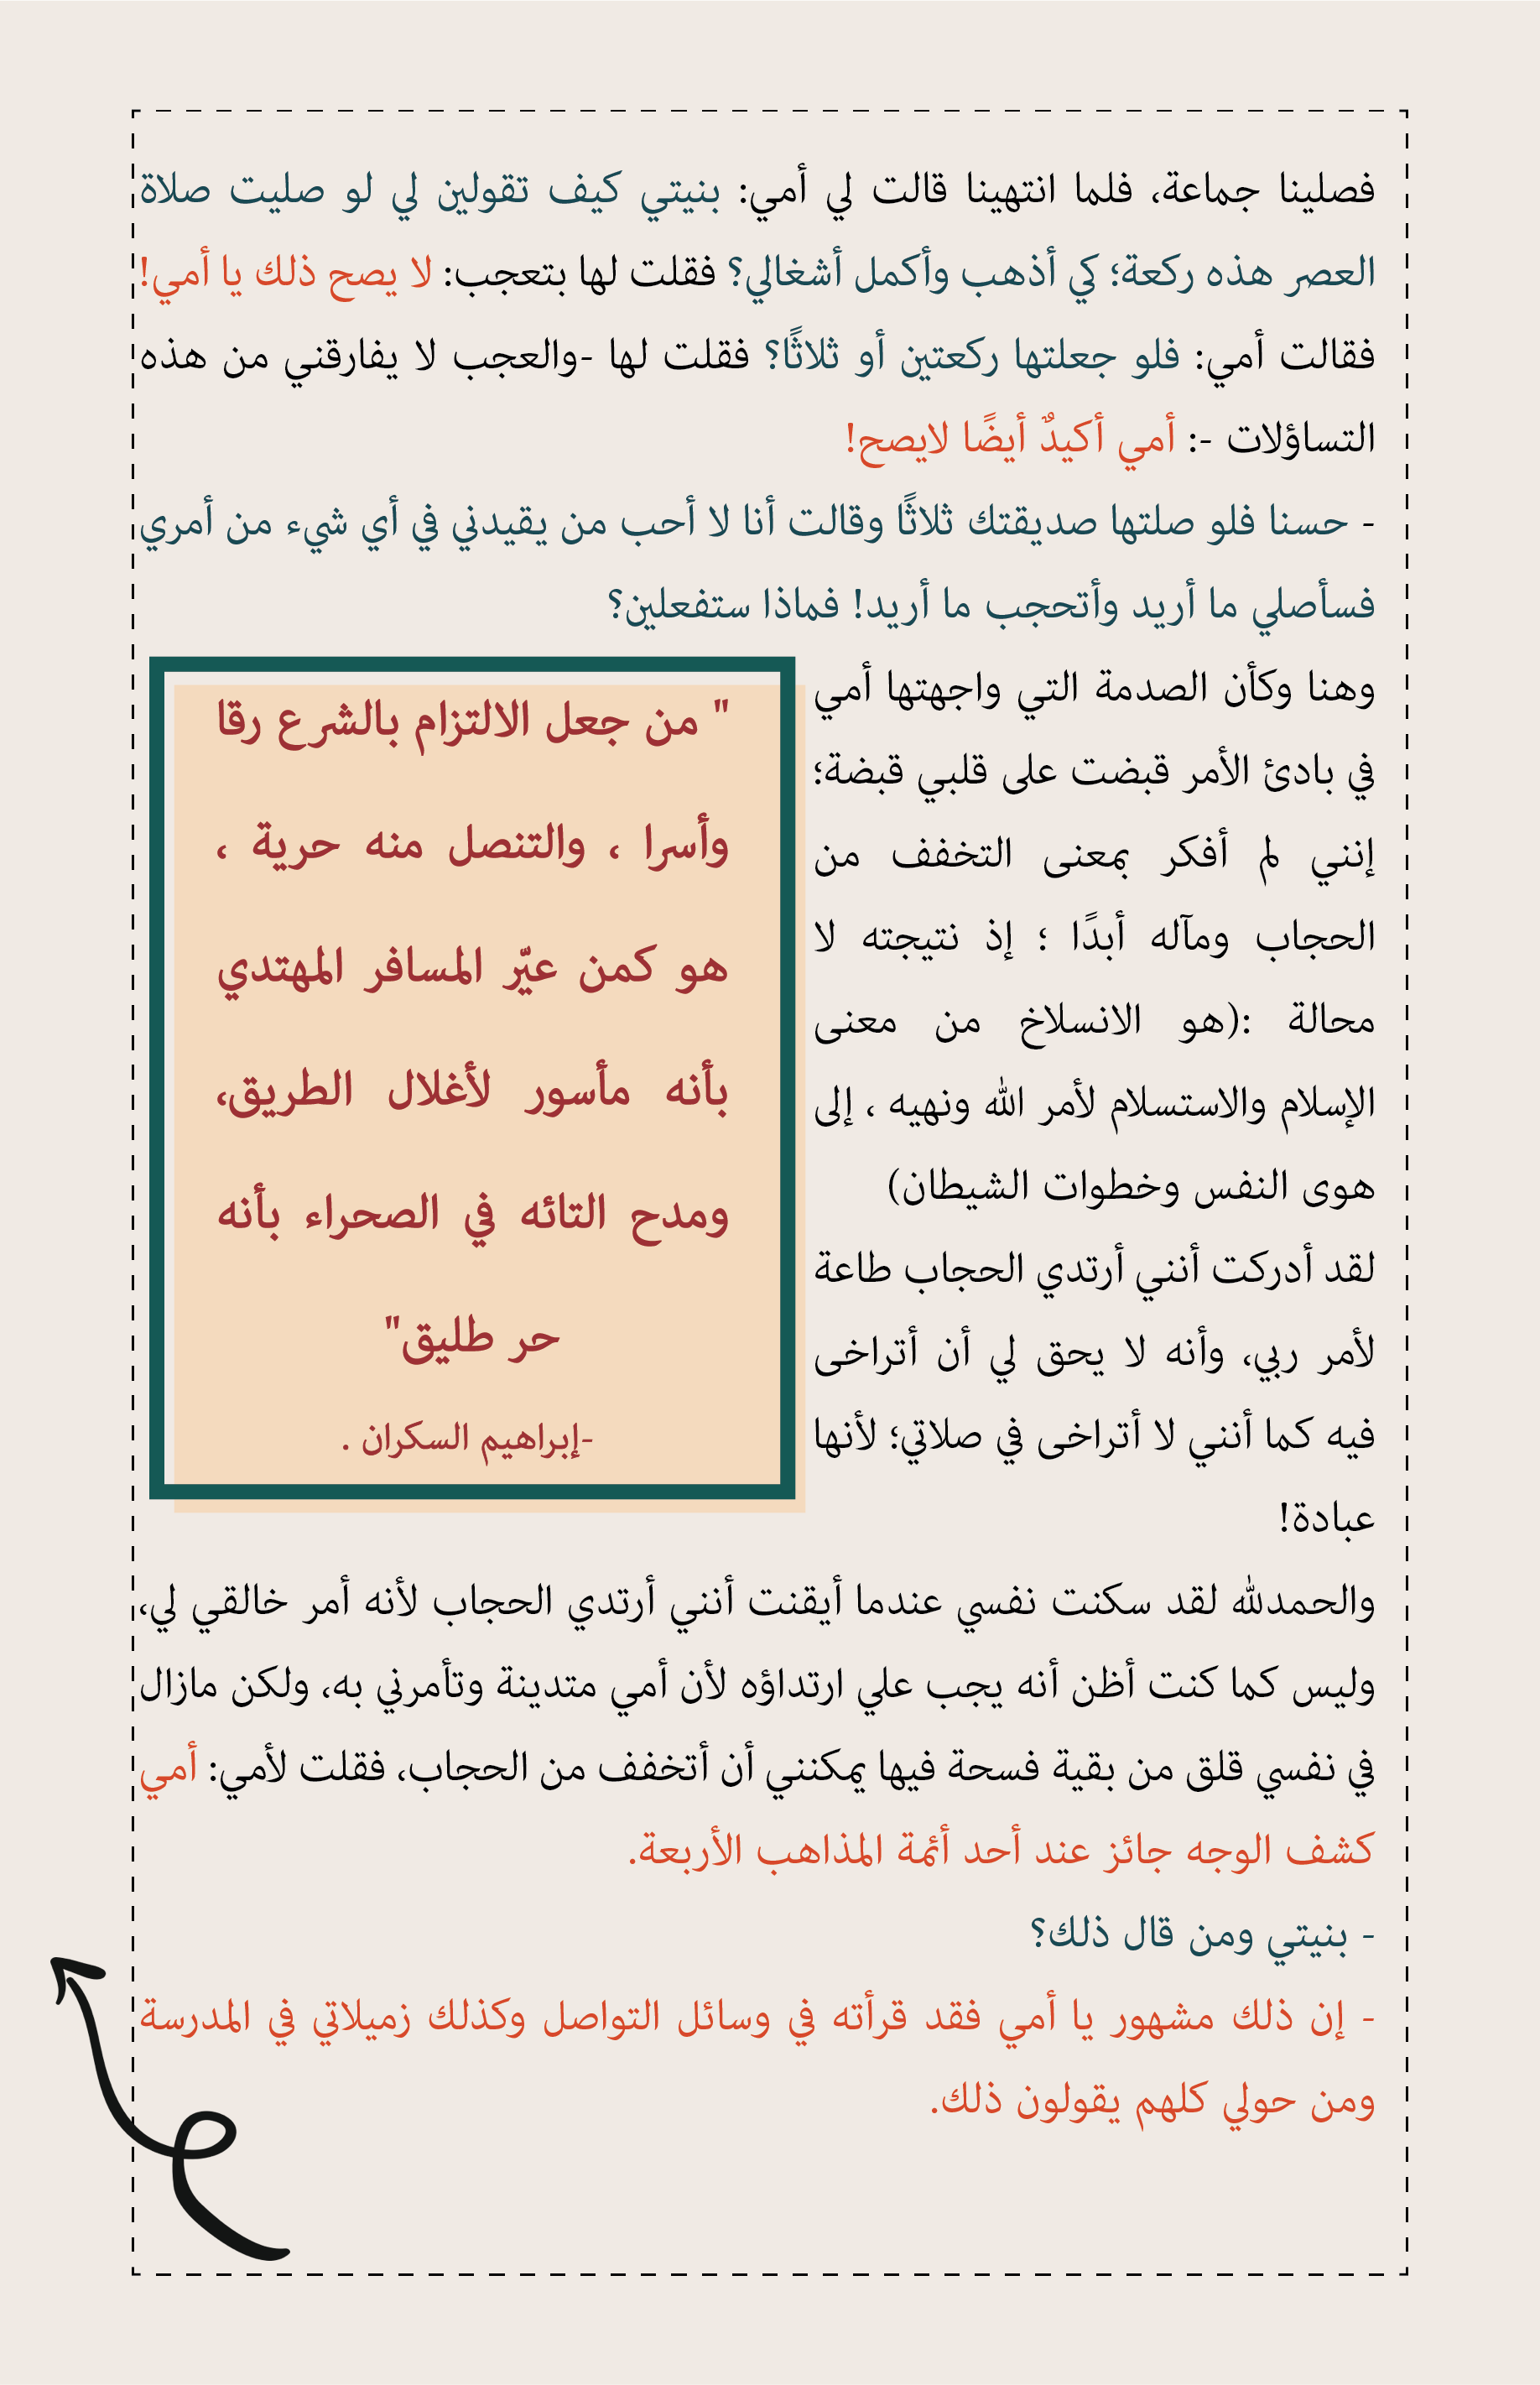 فصلينا جماعة، فلما انتهينا قالت لي أمي: بنيتي كيف تقولين لي لو صليت صلاة
العصر هذه ركعة؛ كي أذهب وأكمل أشغالي؟ فقلت لها بتعجب: لا يصح ذلك يا أمي!
فقالت أمي: فلو جعلتها ركعتين أو ثلاثًا؟ فقلت لها -والعجب لا يفارقني من هذه
التساؤلات -: أمي أكيدٌ أيضًا لايصح!
- حسنا فلو صلتها صديقتك ثلاثًا وقالت أنا لا أحب من يقيدني في أي شيء من أمري
فسأصلي ما أريد وأتحجب ما أريد! فماذا ستفعلين؟
وهنا وكأن الصدمة التي واجهتها أمي
في بادئ الأمر قبضت على قلبي قبضة؛
إنني لم أفكر بمعنى التخفف من
الحجاب ومآله أبدًا ؛ إذ نتيجته لا
محالة :(هو الانسلاخ من معنى
الإسلام والاستسلام لأمر الله ونهيه ، إلى
هوى النفس وخطوات الشيطان)
لقد أدركت أنني أرتدي الحجاب طاعة
لأمر ربي، وأنه لا يحق لي أن أتراخى
فيه كما أنني لا أتراخى في صلاتي؛ لأنها
عبادة!
" من جعل الالتزام بالشرع رقا
وأسرا ، والتنصل منه حرية ،
هو كمن عيّر المسافر المهتدي
بأنه مأسور لأغلال الطريق،
ومدح التائه في الصحراء بأنه
حر طليق"
-إبراهيم السكران .
والحمدلله لقد سكنت نفسي عندما أيقنت أنني أرتدي الحجاب لأنه أمر خالقي لي،
وليس كما كنت أظن أنه يجب علي ارتداؤه لأن أمي متدينة وتأمرني به، ولكن مازال
في نفسي قلق من بقية فسحة فيها يمكنني أن أتخفف من الحجاب، فقلت لأمي: أمي
كشف الوجه جائز عند أحد أئمة المذاهب الأربعة.
- بنيتي ومن قال ذلك؟
- إن ذلك مشهور يا أمي فقد قرأته في وسائل التواصل وكذلك زميلاتي في المدرسة
ومن حولي كلهم يقولون ذلك.